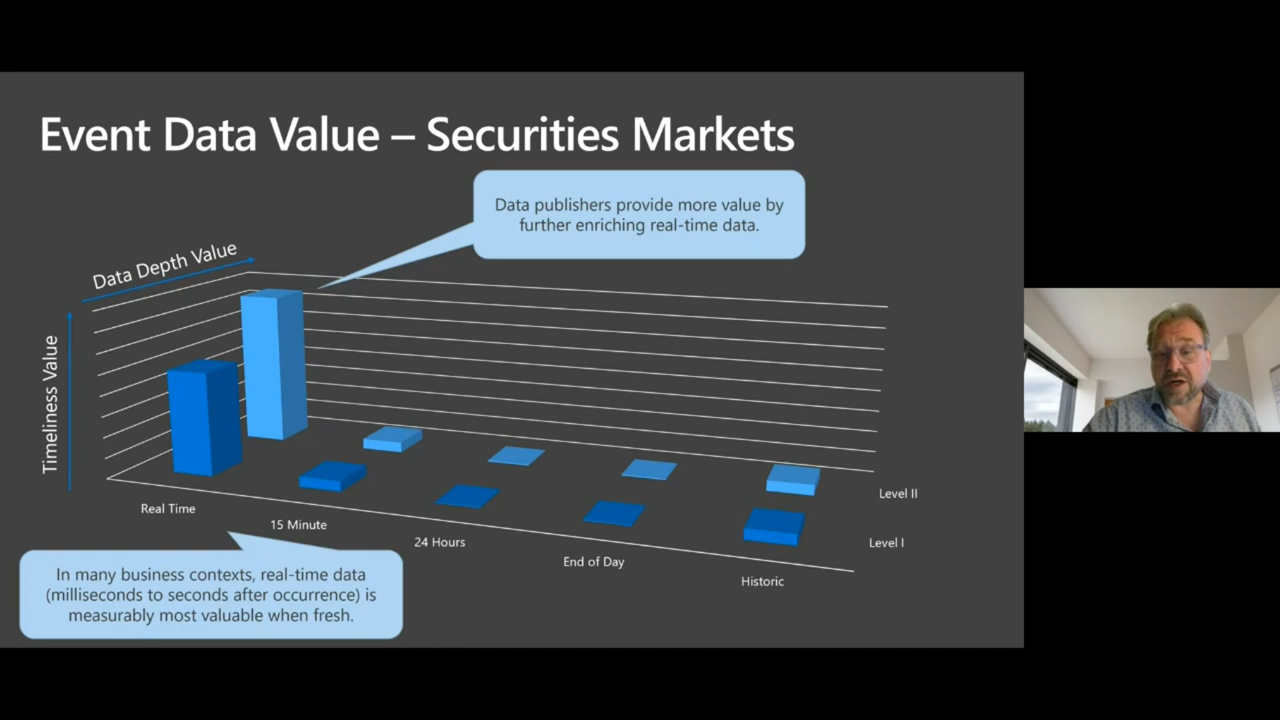 Event Data Value – Securities Markets
Data publishers provide more value by
further enriching real-time data.
Data Depth Value
Timeliness Value
Real Time
15 Minute
24 Hours
End of Day
Historic
Level II
Level I
In many business contexts, real-time data
(milliseconds to seconds after occurrence) is
measurably most valuable when fresh.